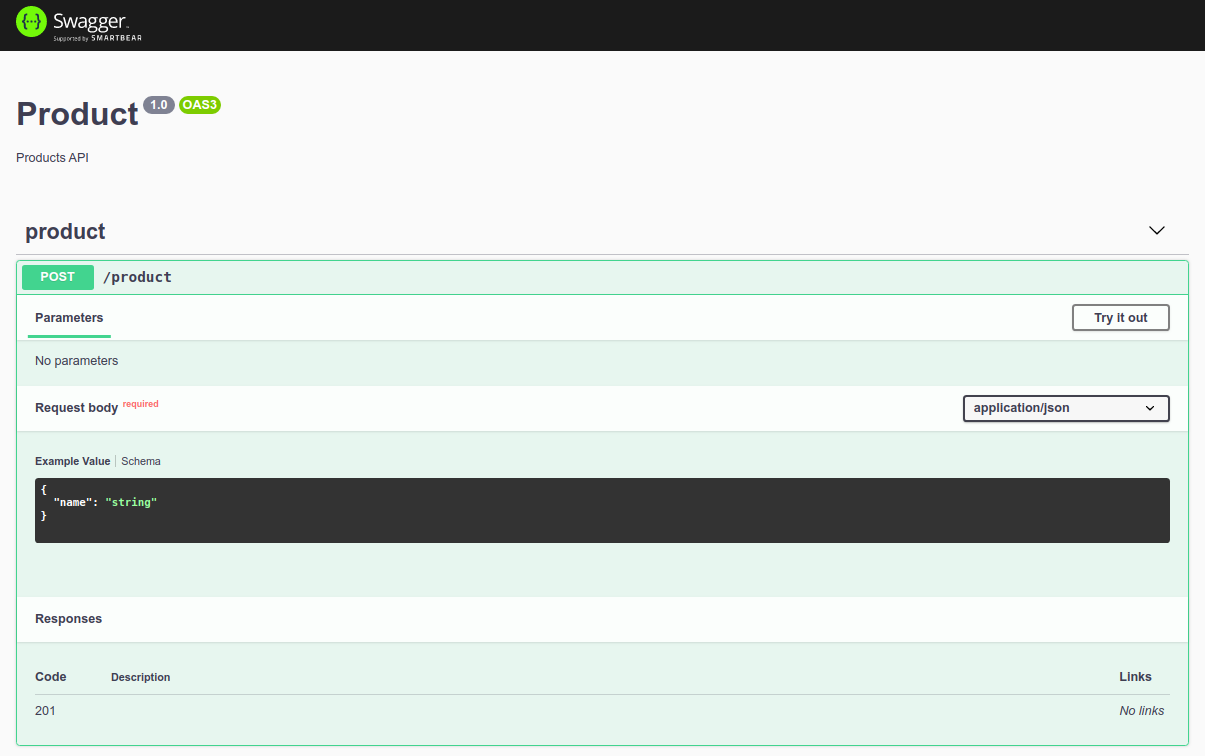 Swagger
Supported by SMARTBEAR
Product 1.0 OAS3
Products API
product
POST /product
Parameters Try it out
No parameters
Request body required application/json
Example Value Schema
{
"name": "string"
}
Responses
Code Description Links
201 No links